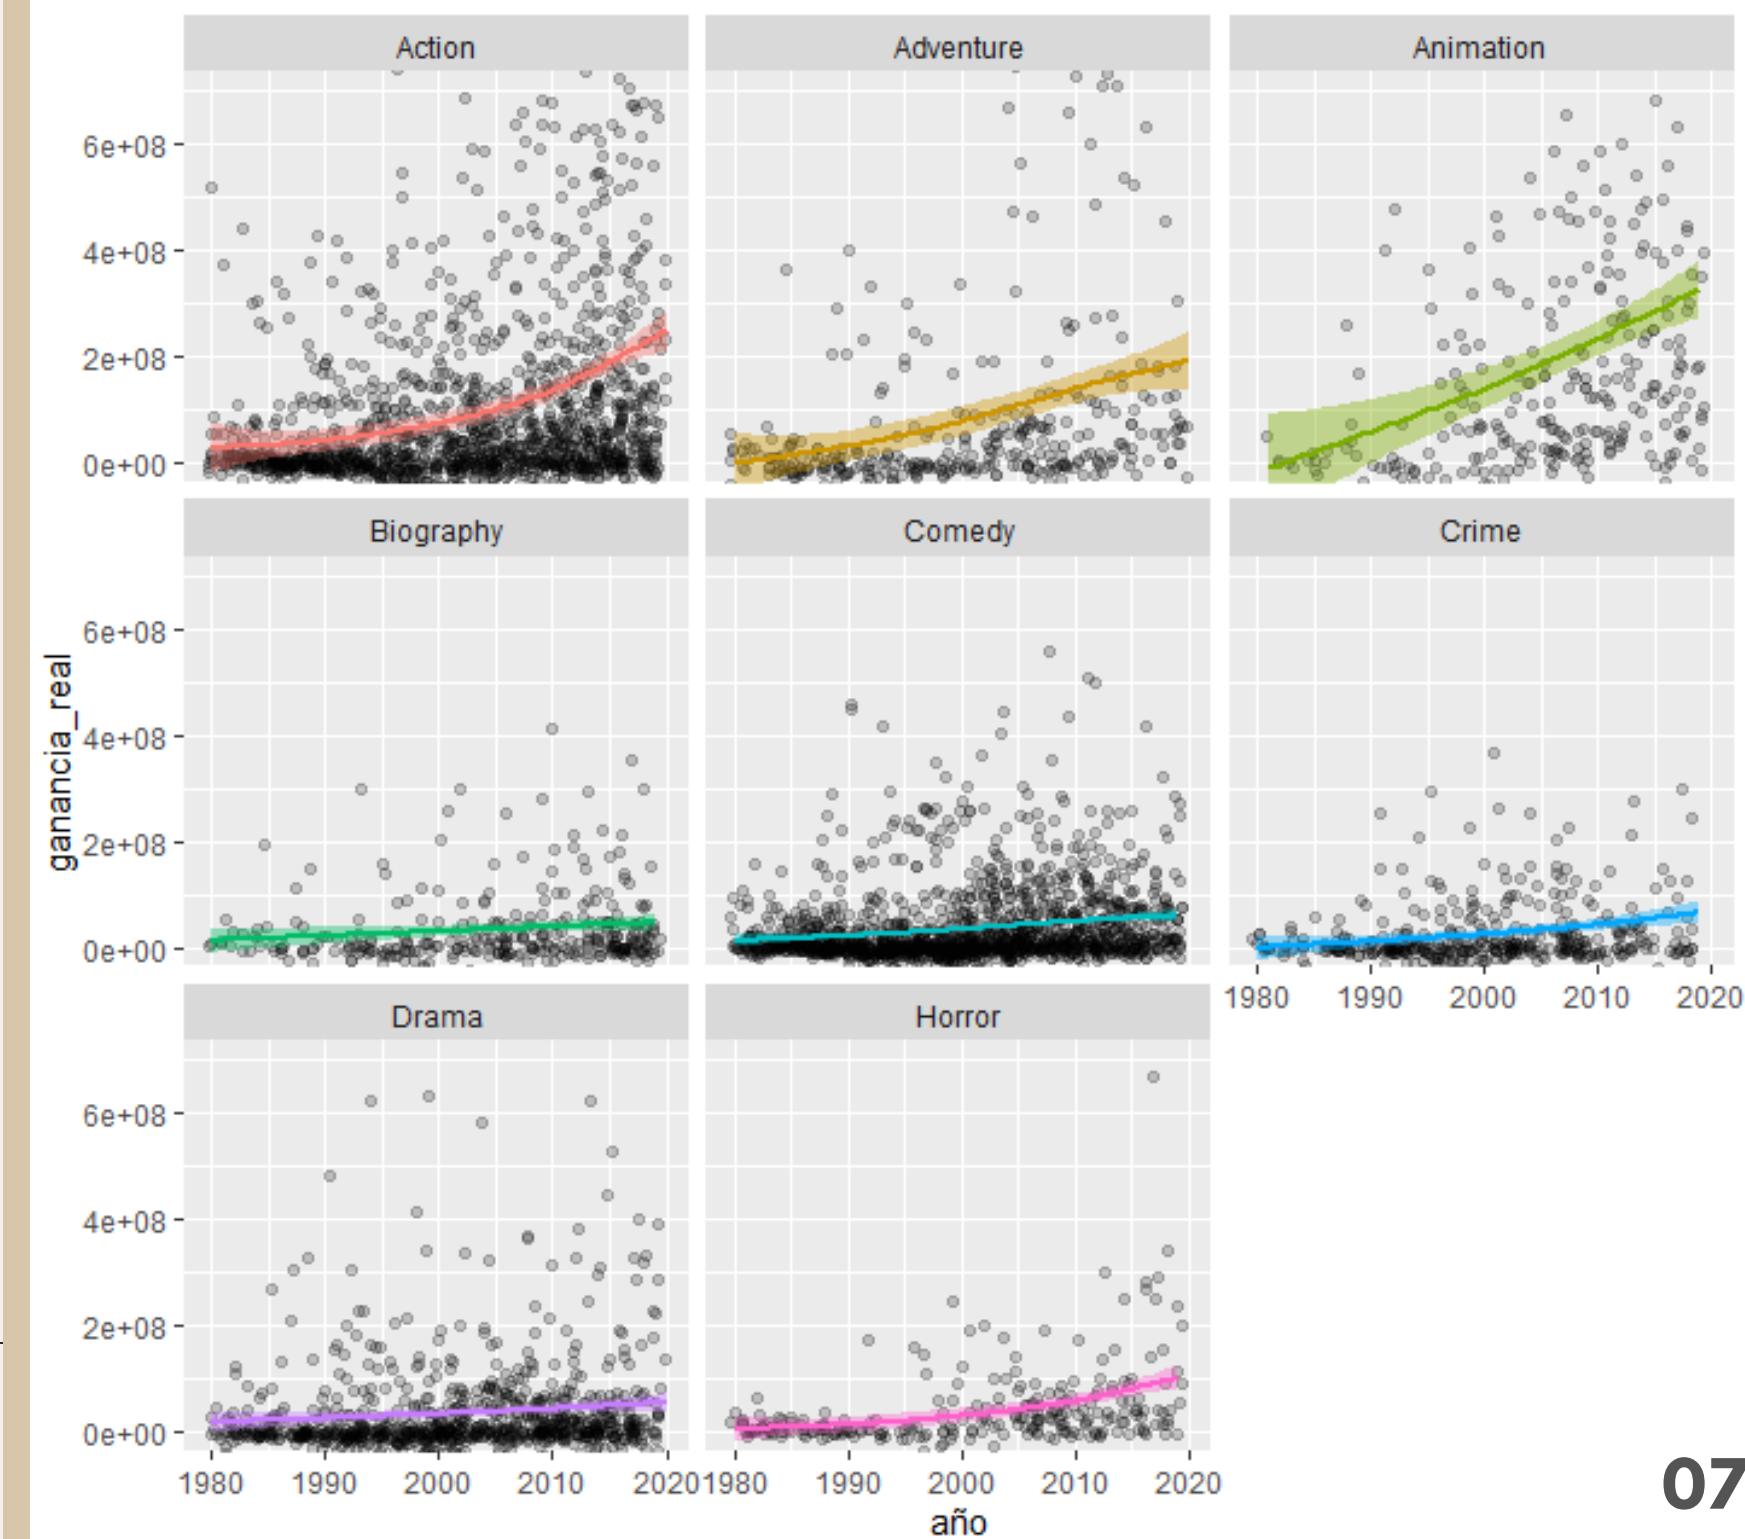 Action Adventure Animation
6e+08
4e+08
2e+08
0e+00
Biography Comedy Crime
6e+08
4e+08
2e+08
0e+00
1980 1990 2000 2010 2020
Drama Horror
6e+08
4e+08
2e+08
0e+00
1980 1990 2000 2010 2020 1980 1990 2000 2010 2020
ganancia_real
año
07